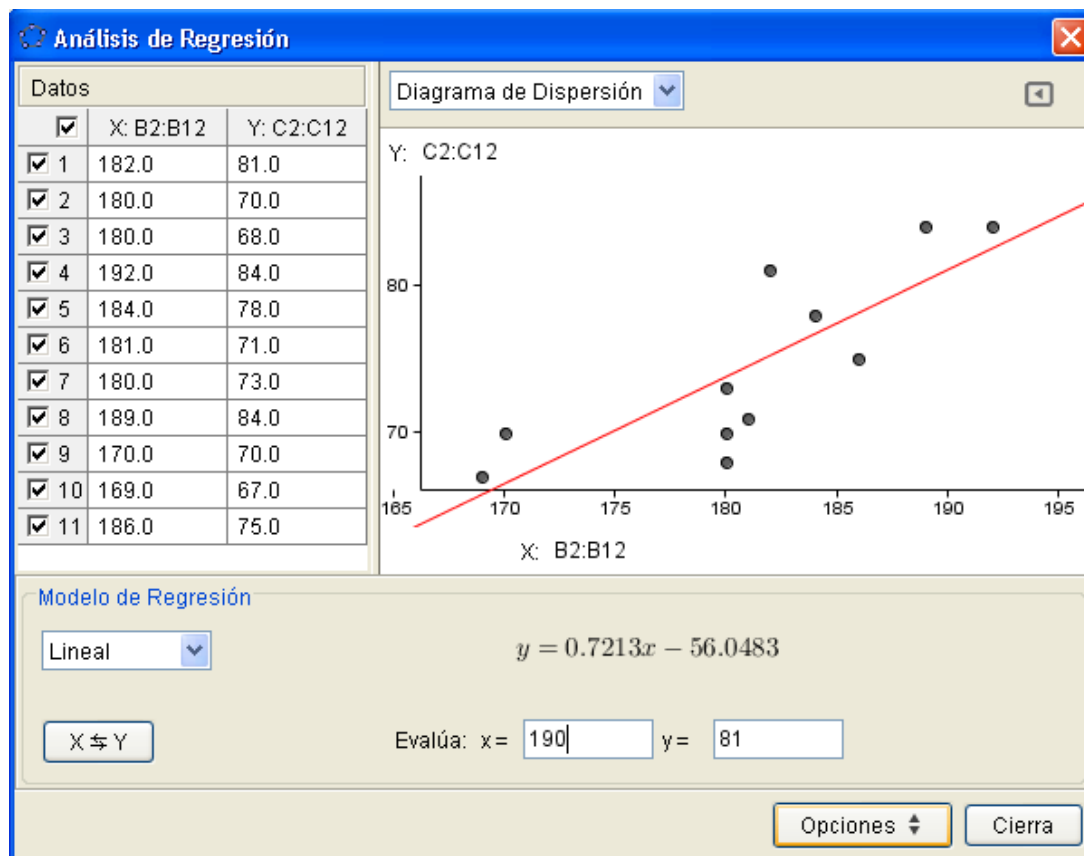 Análisis de Regresión
Datos
X: B2:B12 Y: C2:C12
1 182.0 81.0
2 180.0 70.0
3 180.0 68.0
4 192.0 84.0
5 184.0 78.0
6 181.0 71.0
7 180.0 73.0
8 189.0 84.0
9 170.0 70.0
10 169.0 67.0
11 186.0 75.0
Diagrama de Dispersión
Y: C2:C12
80
70
165 170 175 180 185 190 195
X: B2:B12
Modelo de Regresión
Lineal
y = 0.7213x − 56.0483
X ⇆ Y
Evalúa: x = 190 y = 81
Opciones
Cierra